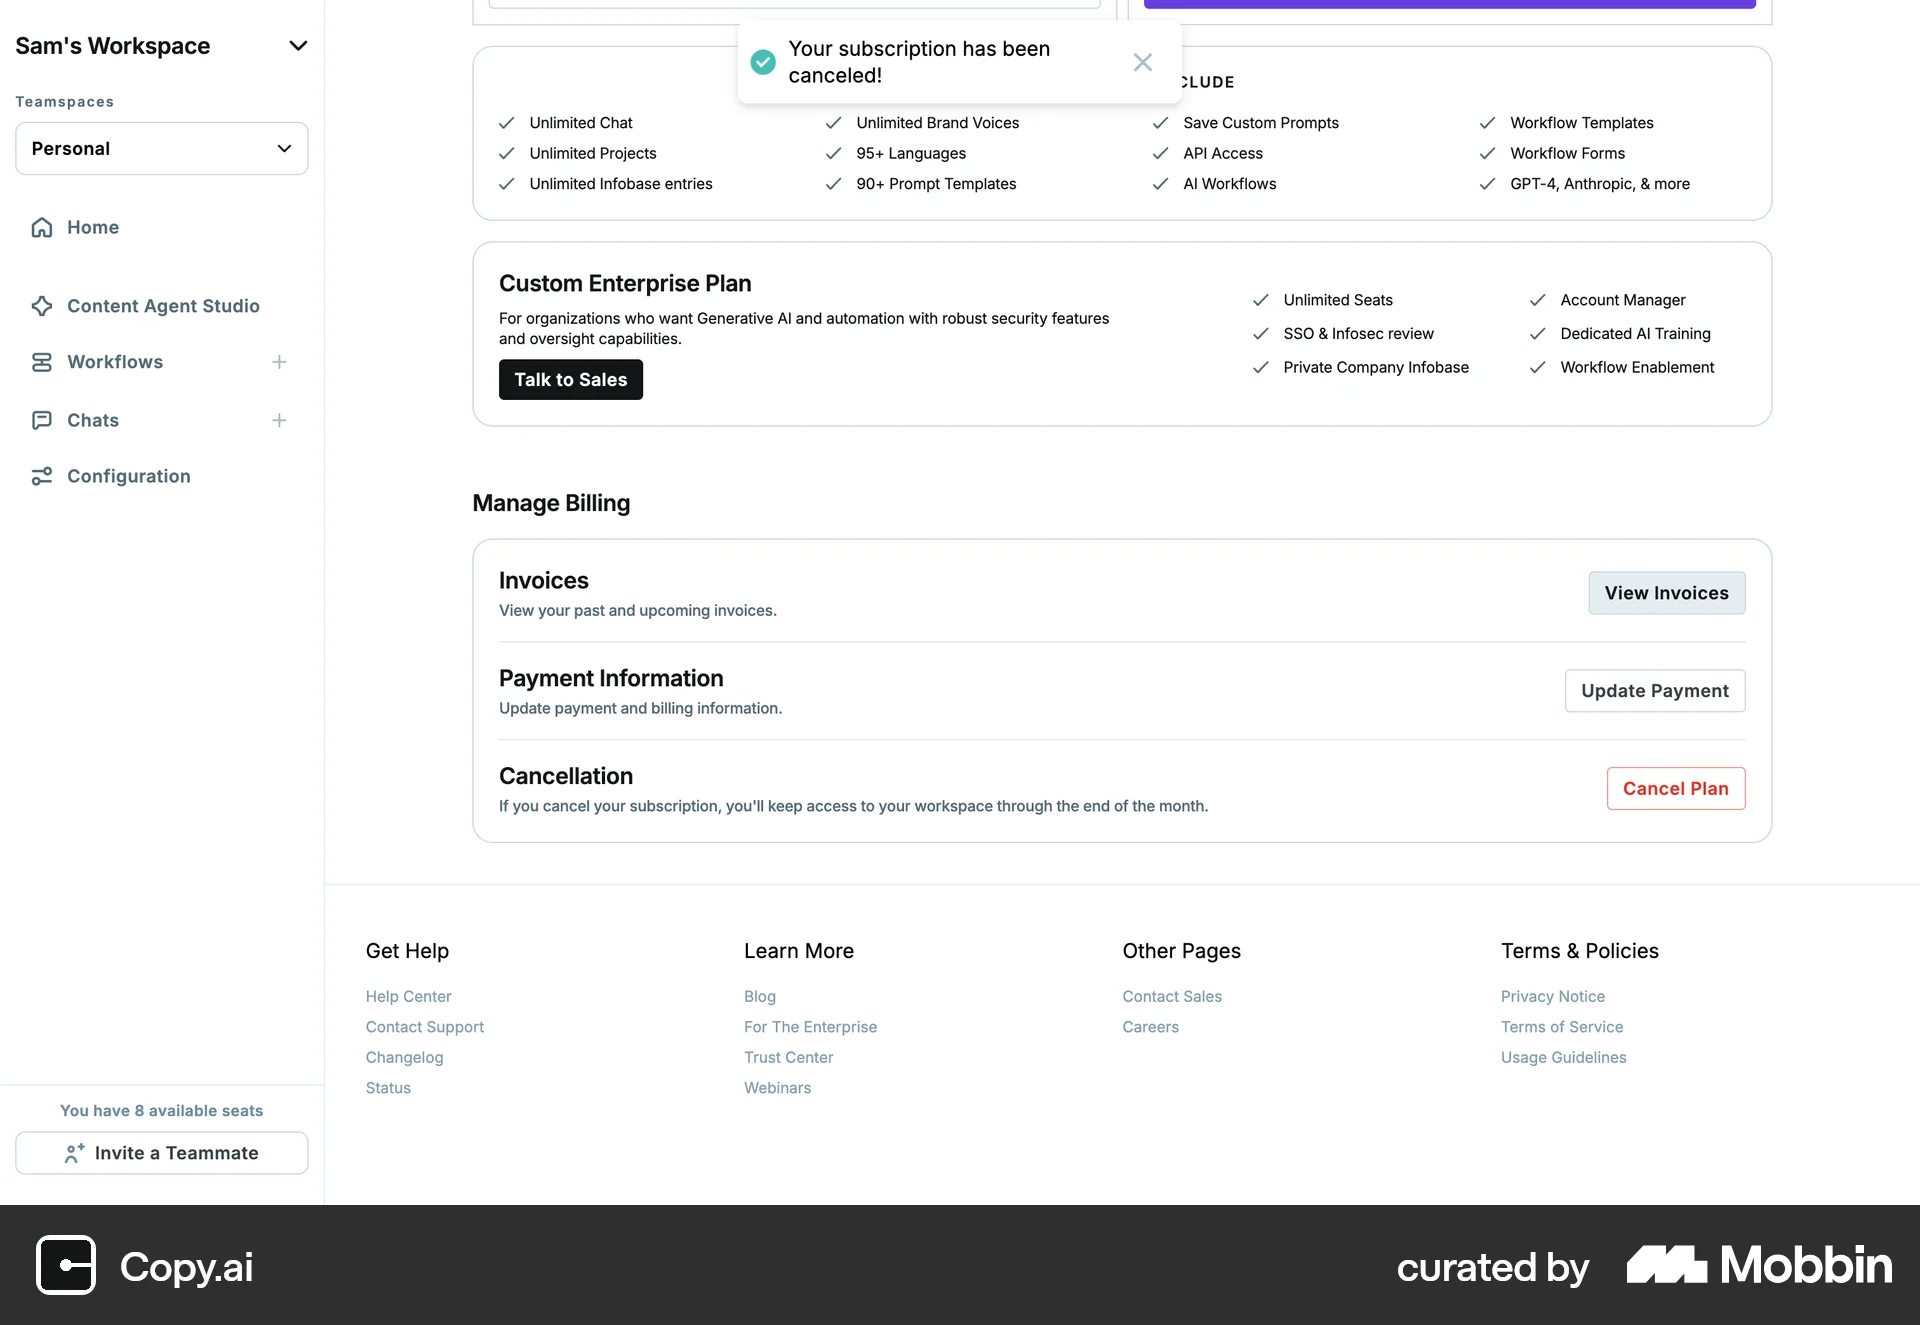 Sam's Workspace
Teamspaces
Personal
Home
Content Agent Studio
Workflows
Chats
Configuration
You have 8 available seats
Invite a Teammate
Your subscription has been
canceled!
Unlimited Chat
Unlimited Projects
Unlimited Infobase entries
Unlimited Brand Voices
95+ Languages
90+ Prompt Templates
Save Custom Prompts
API Access
AI Workflows
Workflow Templates
Workflow Forms
GPT-4, Anthropic, & more
Custom Enterprise Plan
For organizations who want Generative AI and automation with robust security features
and oversight capabilities.
Talk to Sales
Unlimited Seats
SSO & Infosec review
Private Company Infobase
Account Manager
Dedicated AI Training
Workflow Enablement
Manage Billing
Invoices
View your past and upcoming invoices.
View Invoices
Payment Information
Update payment and billing information.
Update Payment
Cancellation
If you cancel your subscription, you'll keep access to your workspace through the end of the month.
Cancel Plan
Get Help
Help Center
Contact Support
Changelog
Status
Learn More
Blog
For The Enterprise
Trust Center
Webinars
Other Pages
Contact Sales
Careers
Terms & Policies
Privacy Notice
Terms of Service
Usage Guidelines
Copy.ai
curated by
Mobbin